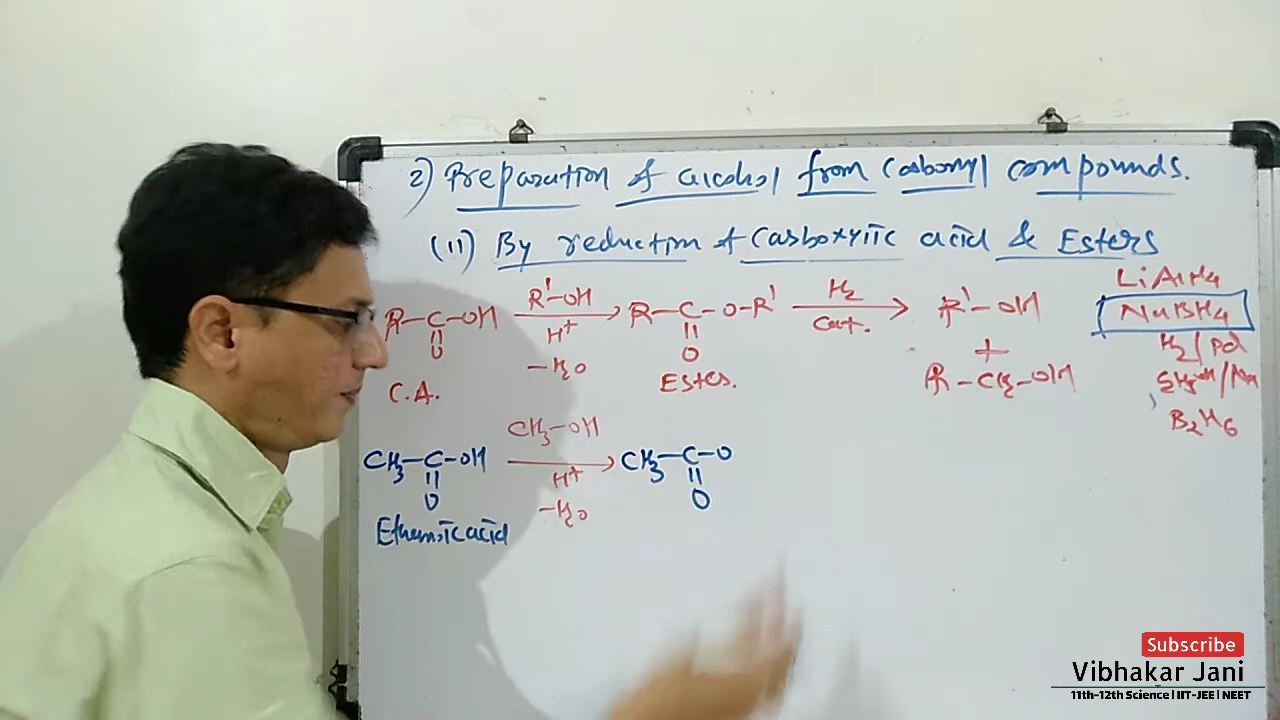 2) Preparation of alcohol from Carbonyl compounds.
(II) By reduction of Carboxylic acid & Esters
R-C-OH R'-OH R-C-O-R' H2 R'-OH LiAlH4
O H+ O Cat. + NaBH4
-H2O R-CH2-OH H2/Pd
C.A. Ester.
B2H6
CH3-C-OH CH3-OH CH3-C-O
O H+ O
-H2O
Ethanoic acid
Subscribe
Vibhakar Jani
11th-12th Science | IIT-JEE | NEET